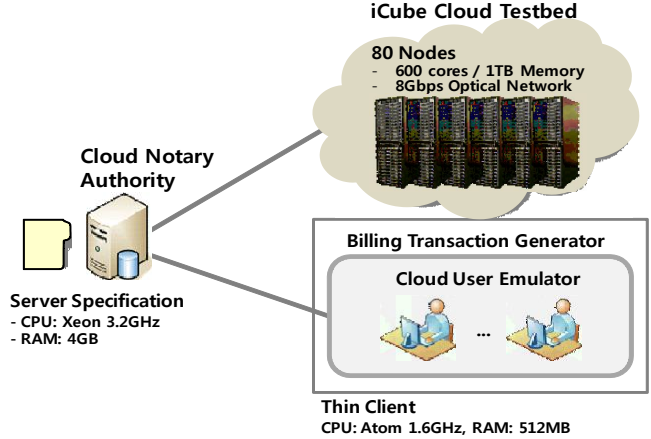 iCube Cloud Testbed
80 Nodes
- 600 cores / 1TB Memory
- 8Gbps Optical Network
Cloud Notary
Authority
Server Specification
- CPU: Xeon 3.2GHz
- RAM: 4GB
Billing Transaction Generator
Cloud User Emulator
...
Thin Client
CPU: Atom 1.6GHz, RAM: 512MB